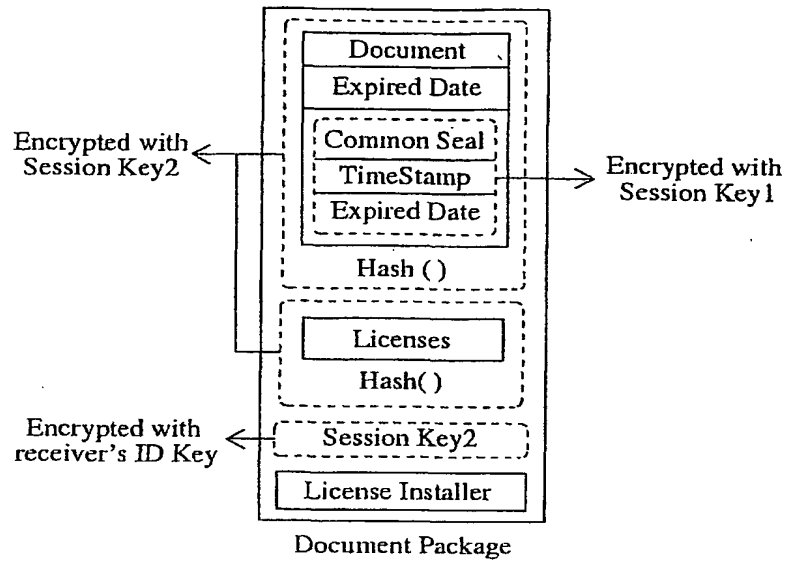 Document
Expired Date
Encrypted with
Session Key2
Common Seal
TimeStamp
Expired Date
Encrypted with
Session Key1
Hash ( )
Licenses
Hash( )
Encrypted with
receiver's ID Key
Session Key2
License Installer
Document Package